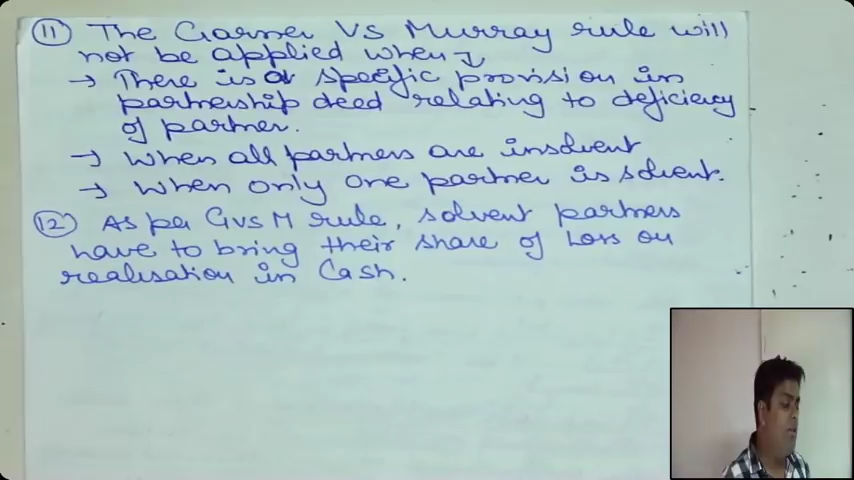 11 The Garner Vs Murray rule will
not be applied when ↓
→ There is a specific provision in
partnership deed relating to deficiency
of partner.
→ When all partners are insolvent
→ When only one partner is solvent.
12 As per G vs M rule, solvent partners
have to bring their share of Loss on
realisation in Cash.